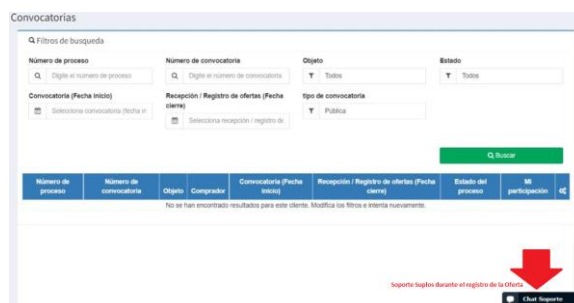 Convocatorias
Filtros de busqueda
Número de proceso
Número de convocatoria
Objeto
Estado
Digite el número de proceso
Digite el número de convocatoria
Todos
Todos
Convocatoria (Fecha inicio)
Recepción / Registro de ofertas (Fecha
cierre)
tipo de convocatoria
Selecciona convocatoria (fecha in
Selecciona recepción / registro de
Pública
Buscar
Número de
proceso
Número de
convocatoria
Objeto
Comprador
Convocatoria (Fecha
inicio)
Recepción / Registro de ofertas (Fecha
cierre)
Estado del
proceso
Mi
participación
No se han encontrado resultados para este cliente. Modifica los filtros e intenta nuevamente.
Soporte Suplos durante el registro de la Oferta
Chat Soporte